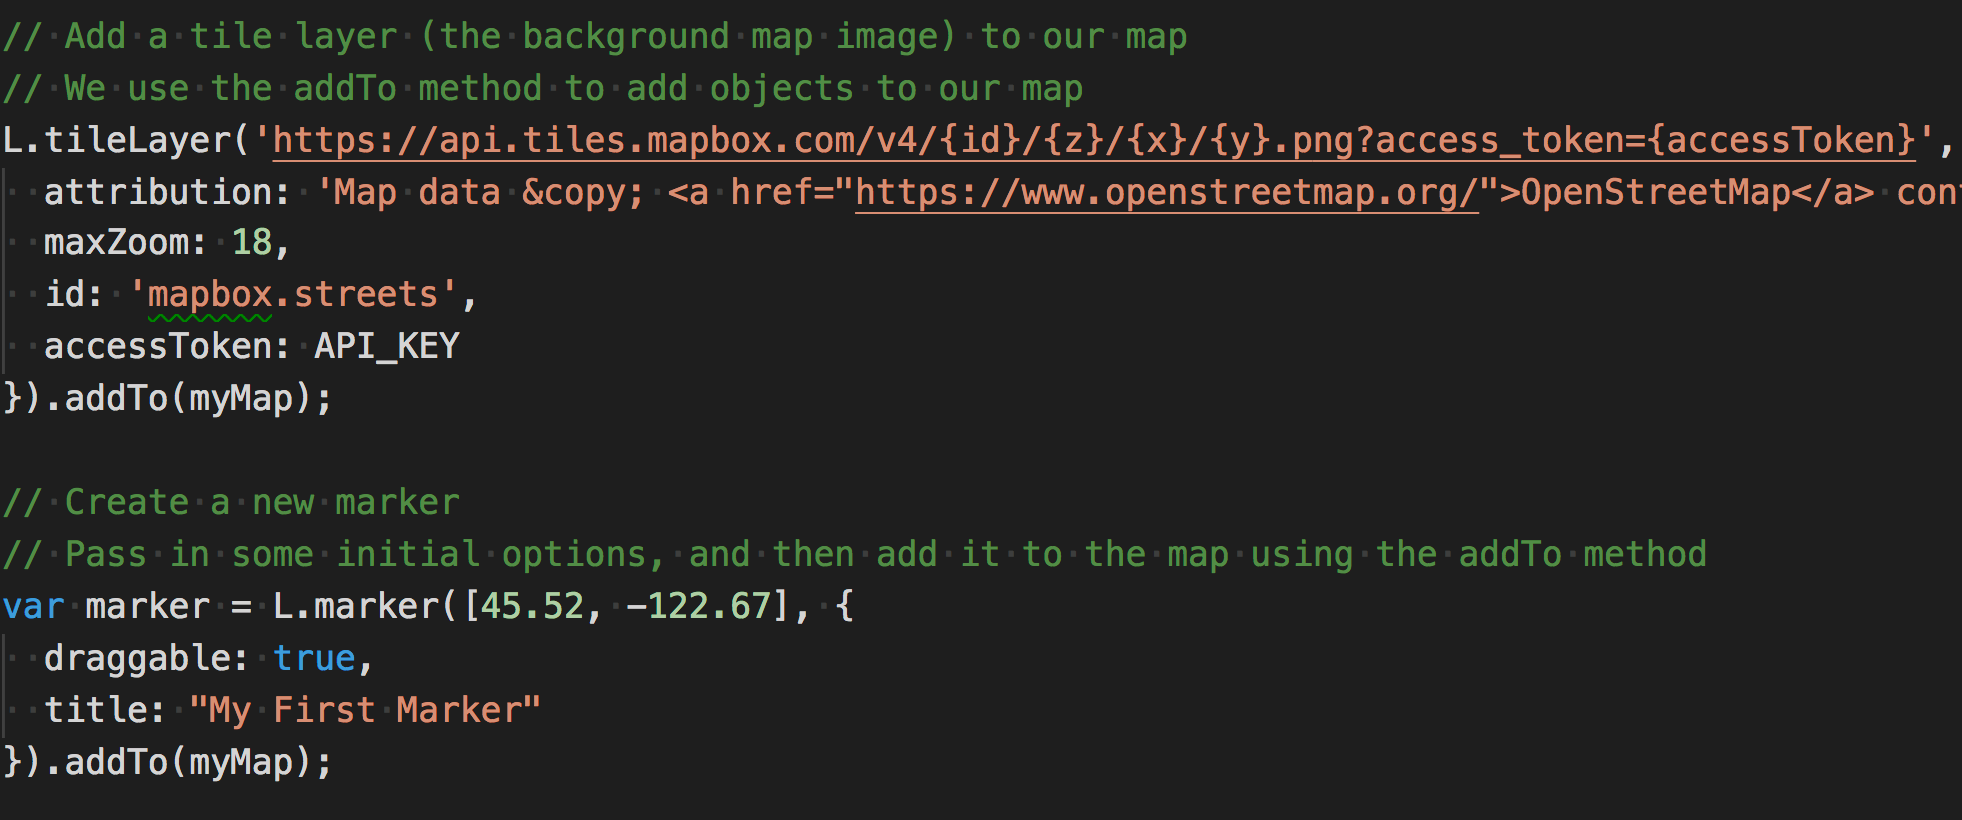 // Add a tile layer (the background map image) to our map
// We use the addTo method to add objects to our map
L.tileLayer('https://api.tiles.mapbox.com/v4/{id}/{z}/{x}/{y}.png?access_token={accessToken}',
attribution: 'Map data &copy; <a href="https://www.openstreetmap.org/">OpenStreetMap</a>
maxZoom: 18,
id: 'mapbox.streets',
accessToken: API_KEY
}).addTo(myMap);
// Create a new marker
// Pass in some initial options, and then add it to the map using the addTo method
var marker = L.marker([45.52, -122.67], {
draggable: true,
title: "My First Marker"
}).addTo(myMap);